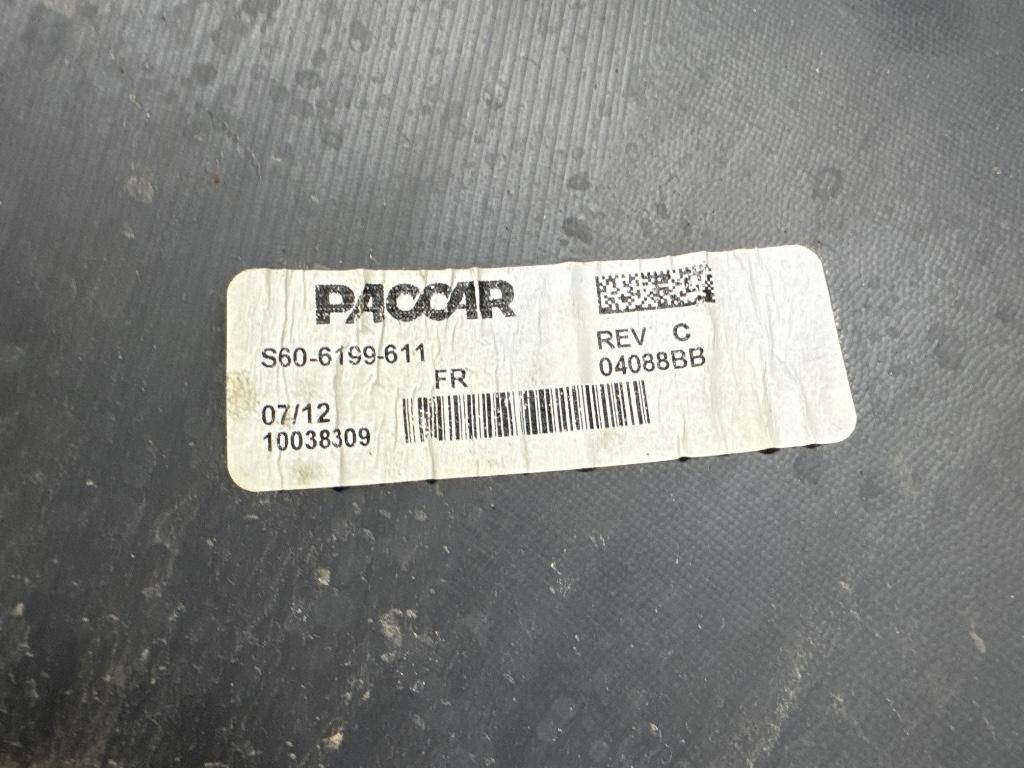 PACCAR
S60-6199-611
FR
REV C
04088BB
07/12
10038309